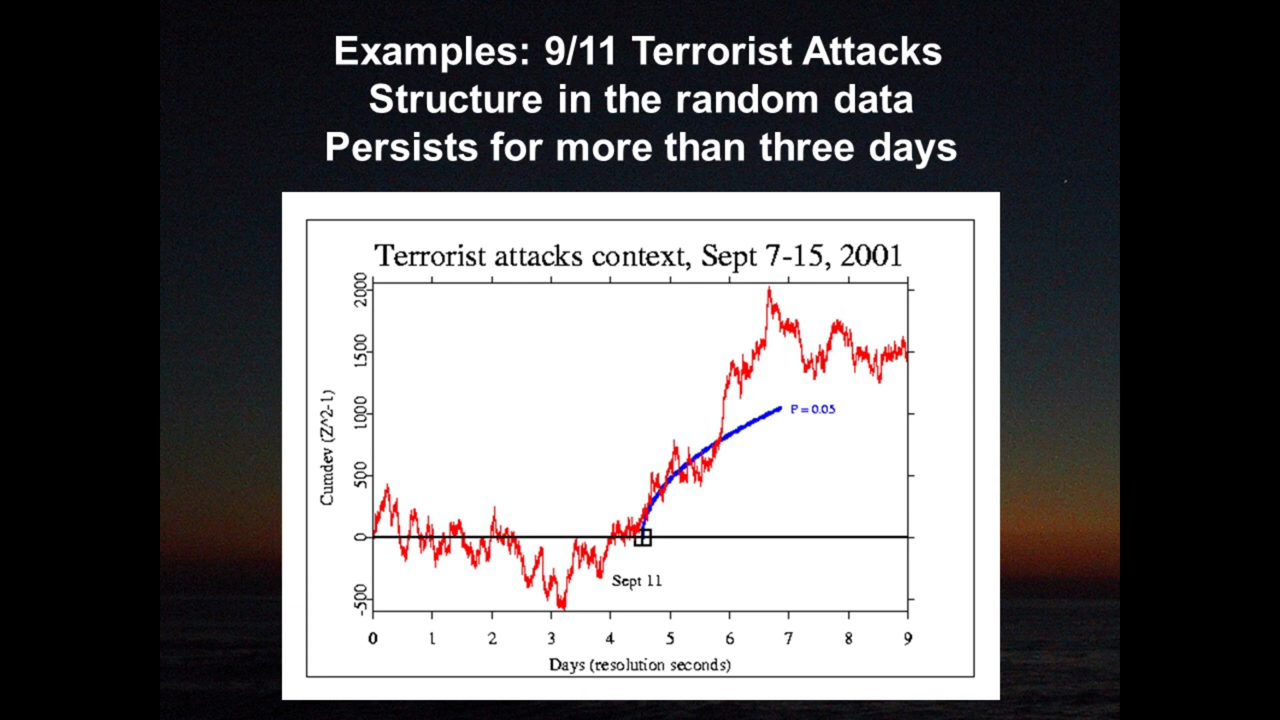 Examples: 9/11 Terrorist Attacks
Structure in the random data
Persists for more than three days
Terrorist attacks context, Sept 7-15, 2001
2000
1500
1000
500
0
-500
Cumdev (Z^2-1)
P = 0.05
Sept 11
0 1 2 3 4 5 6 7 8 9
Days (resolution seconds)